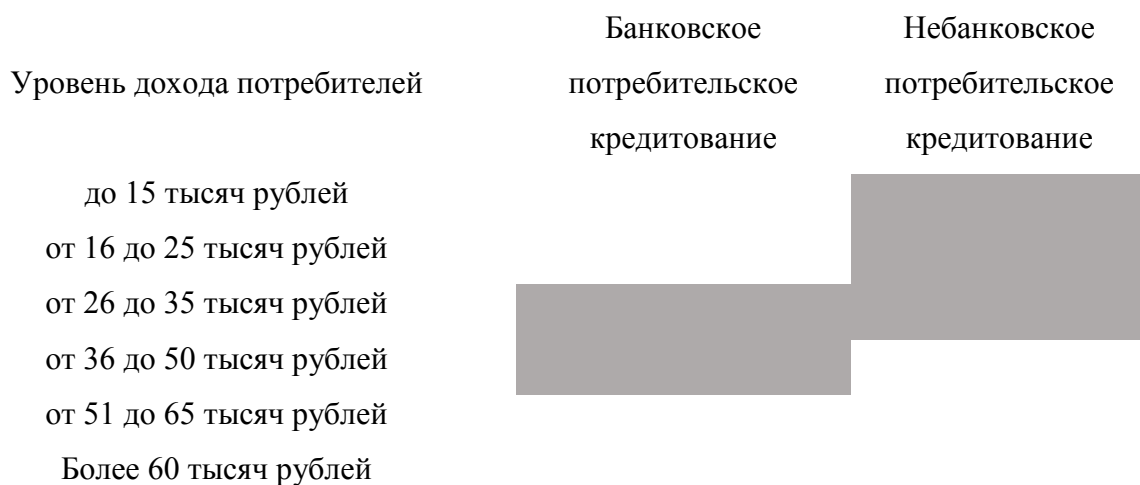 Банковское
Небанковское
Уровень дохода потребителей
потребительское
потребительское
кредитование
кредитование
до 15 тысяч рублей
от 16 до 25 тысяч рублей
от 26 до 35 тысяч рублей
от 36 до 50 тысяч рублей
от 51 до 65 тысяч рублей
Более 60 тысяч рублей